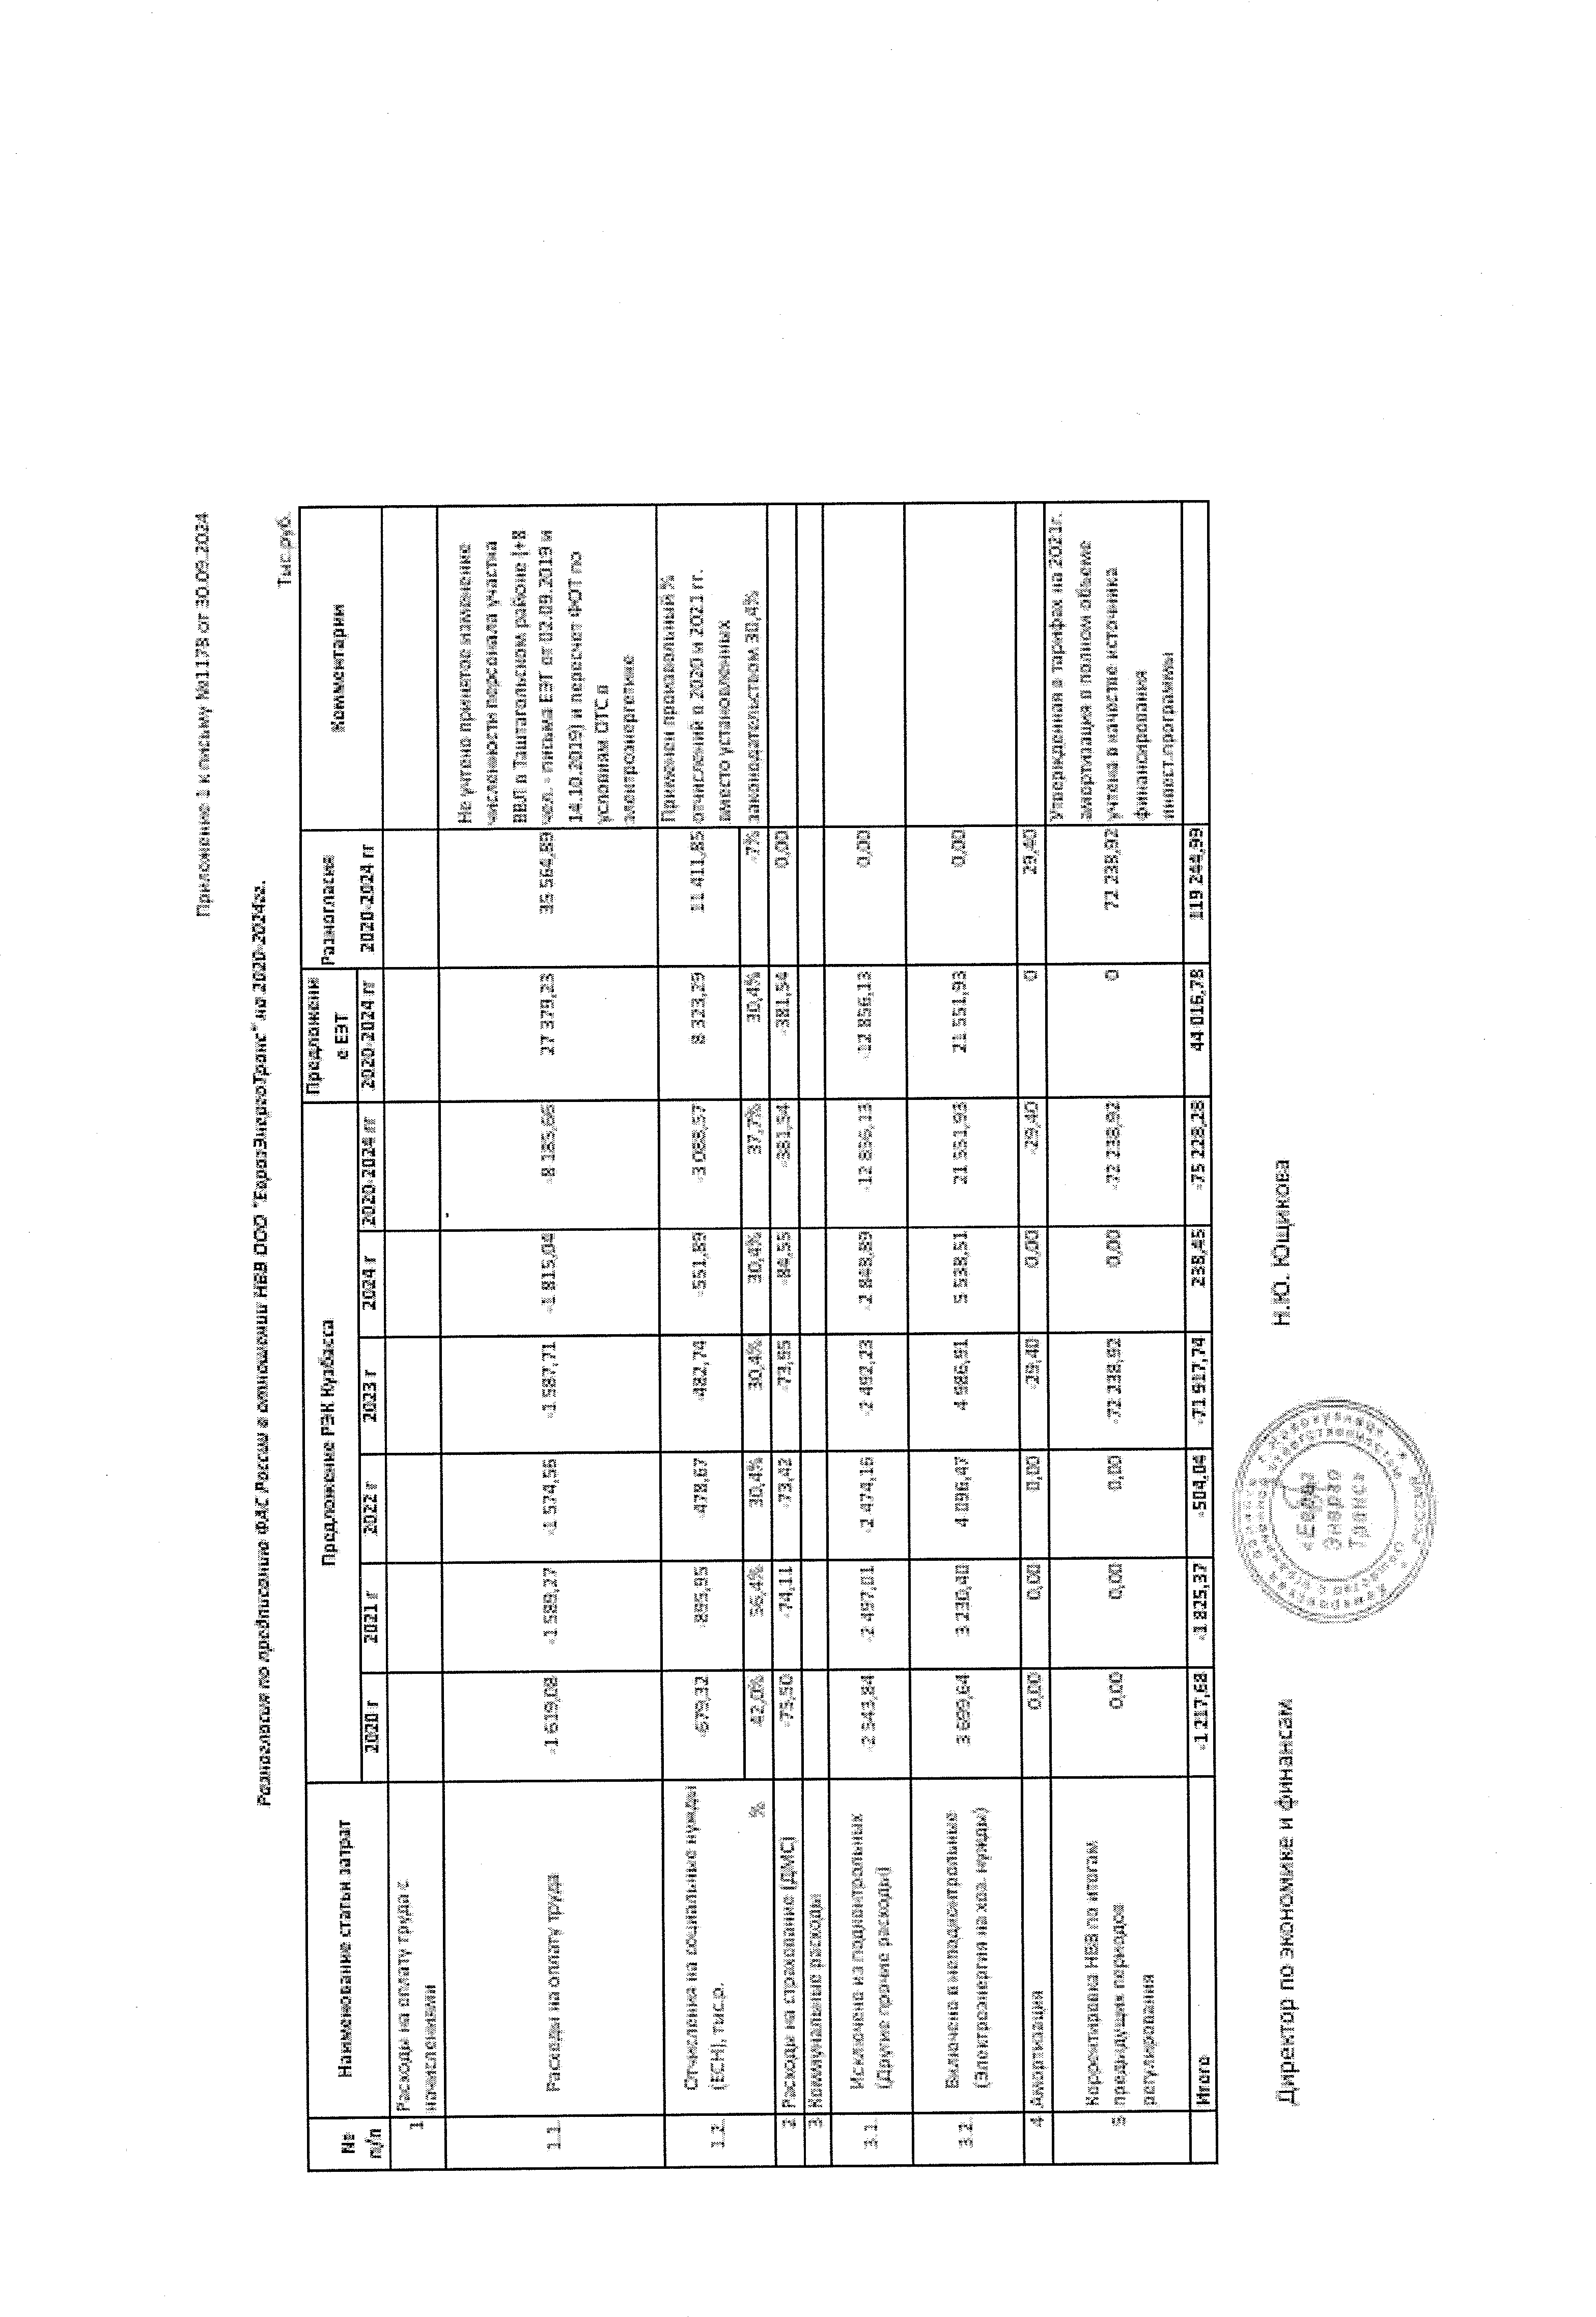 Приложение 1 к письму №1178 от 30.09.2024
Разногласия по предписанию ФАС России в отношении НВВ ООО "ЕвразЭнергоТранс" на 2020-2024гг.
Тыс.руб.
№ п/п Наименование статьи затрат Предложение РЭК Кузбасса Предложени е ЕЭТ Разногласие Комментарии
2020 г 2021 г 2022 г 2023 г 2024 г 2020-2024 гг 2020-2024 гг 2020-2024 гг
1 Расходы на оплату труда с
начислениями
1.1. Расходы на оплату труда -1 619,08 -1 589,27 -1 574,56 -1 587,71 -1 815,04 -8 185,66 27 379,23 35 564,89 Не учтено принятое изменение
численности персонала участка
ВВЛ в Таштагольском районе (+8
чел. - письма ЕЭТ от 02.09.2019 и
14.10.2019) и пересчет ФОТ по
условиям ОТС в
электроэнергетике
1.2. Отчисления на социальные нужды
(ЕСН), тыс.р. -679,32 -895,95 -478,67 -482,74 -551,89 -3 088,57 8 323,29 11 411,85 Применен произвольный %
отчислений в 2020 и 2021 гг.
вместо установленных
% 42,0% 56,4% 30,4% 30,4% 30,4% 37,7% 30,4% -7% законодательством 30,4%
2 Расходы на страхование (ДМС) -75,50 -74,11 -73,42 -73,95 -84,55 -381,54 -381,54 0,00
3 Коммунальные расходы
3.1. Исключено из подконтрольных
(Другие прочие расходы) -2 543,84 -2 497,01 -2 474,16 -2 492,23 -2 848,89 -12 856,13 -12 856,13 0,00
3.2. Включено в неподконтрольные
(Электроэнергия на хоз. нужды) 3 699,64 3 230,40 4 096,47 4 986,91 5 538,51 21 551,93 21 551,93 0,00
4 Амортизация 0,00 0,00 0,00 -29,40 0,00 -29,40 0 29,40
5 Корректировка НВВ по итогам
предыдущих периодов
регулирования 0,00 0,00 0,00 -72 238,92 0,00 -72 238,92 0 72 238,92 Утвержденная в тарифах на 2021г.
амортизация в полном объеме
учтена в качестве источника
финансирования
инвест.программы
Итого -1 217,68 -1 825,37 -504,04 -71 917,74 238,45 -75 228,28 44 016,78 119 244,99
Директор по экономике и финансам Н.Ю. Ющикова
«Евраз
Энерго
Транс»